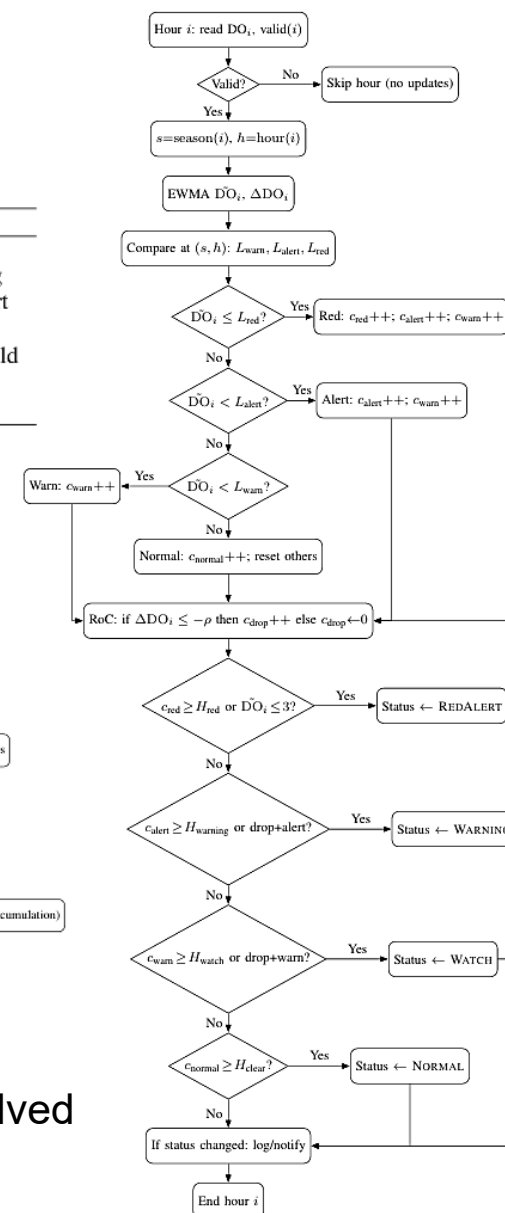 Hour i: read DOᵢ, valid(i)
Valid?
No
Skip hour (no updates)
Yes
s=season(i), h=hour(i)
EWMA D̃Oᵢ, ΔDOᵢ
Compare at (s, h): L_warn, L_alert, L_red
D̃Oᵢ ≤ L_red?
Yes
Red: c_red++; c_alert++; c_warn++
No
D̃Oᵢ < L_alert?
Yes
Alert: c_alert++; c_warn++
No
D̃Oᵢ < L_warn?
Yes
Warn: c_warn++
No
Normal: c_normal++; reset others
RoC: if ΔDOᵢ ≤ −ρ then c_drop++ else c_drop←0
c_red ≥ H_red or D̃Oᵢ ≤ 3?
Yes
Status ← REDALERT
No
c_alert ≥ H_warning or drop+alert?
Yes
Status ← WARNING
No
c_warn ≥ H_watch or drop+warn?
Yes
Status ← WATCH
No
c_normal ≥ H_clear?
Yes
Status ← NORMAL
No
If status changed: log/notify
End hour i
g
rt
ld
s
cumulation)
lved